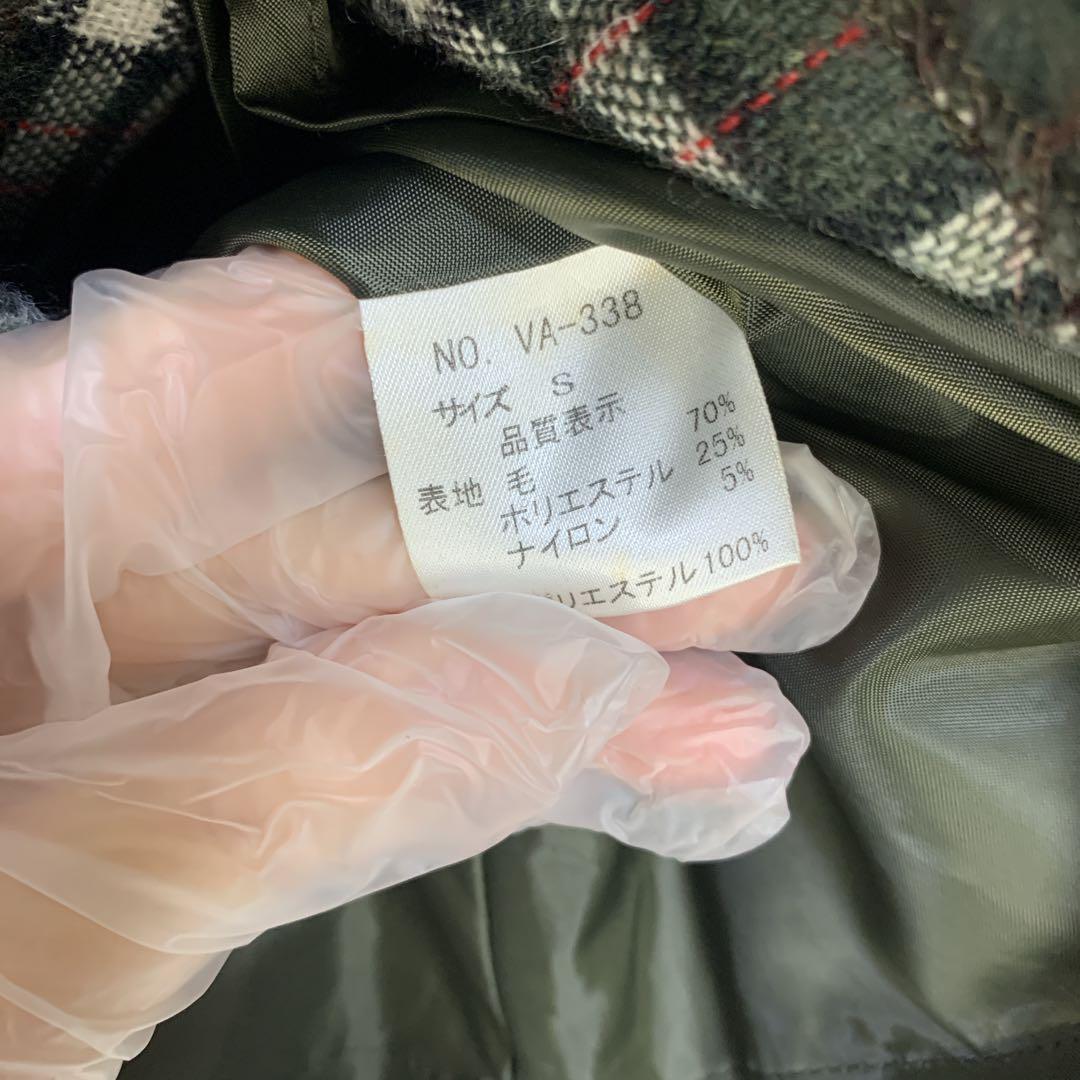 NO. VA-338
サイズ S
品質表示
表地 毛 70%
ポリエステル 25%
ナイロン 5%
ポリエステル100%